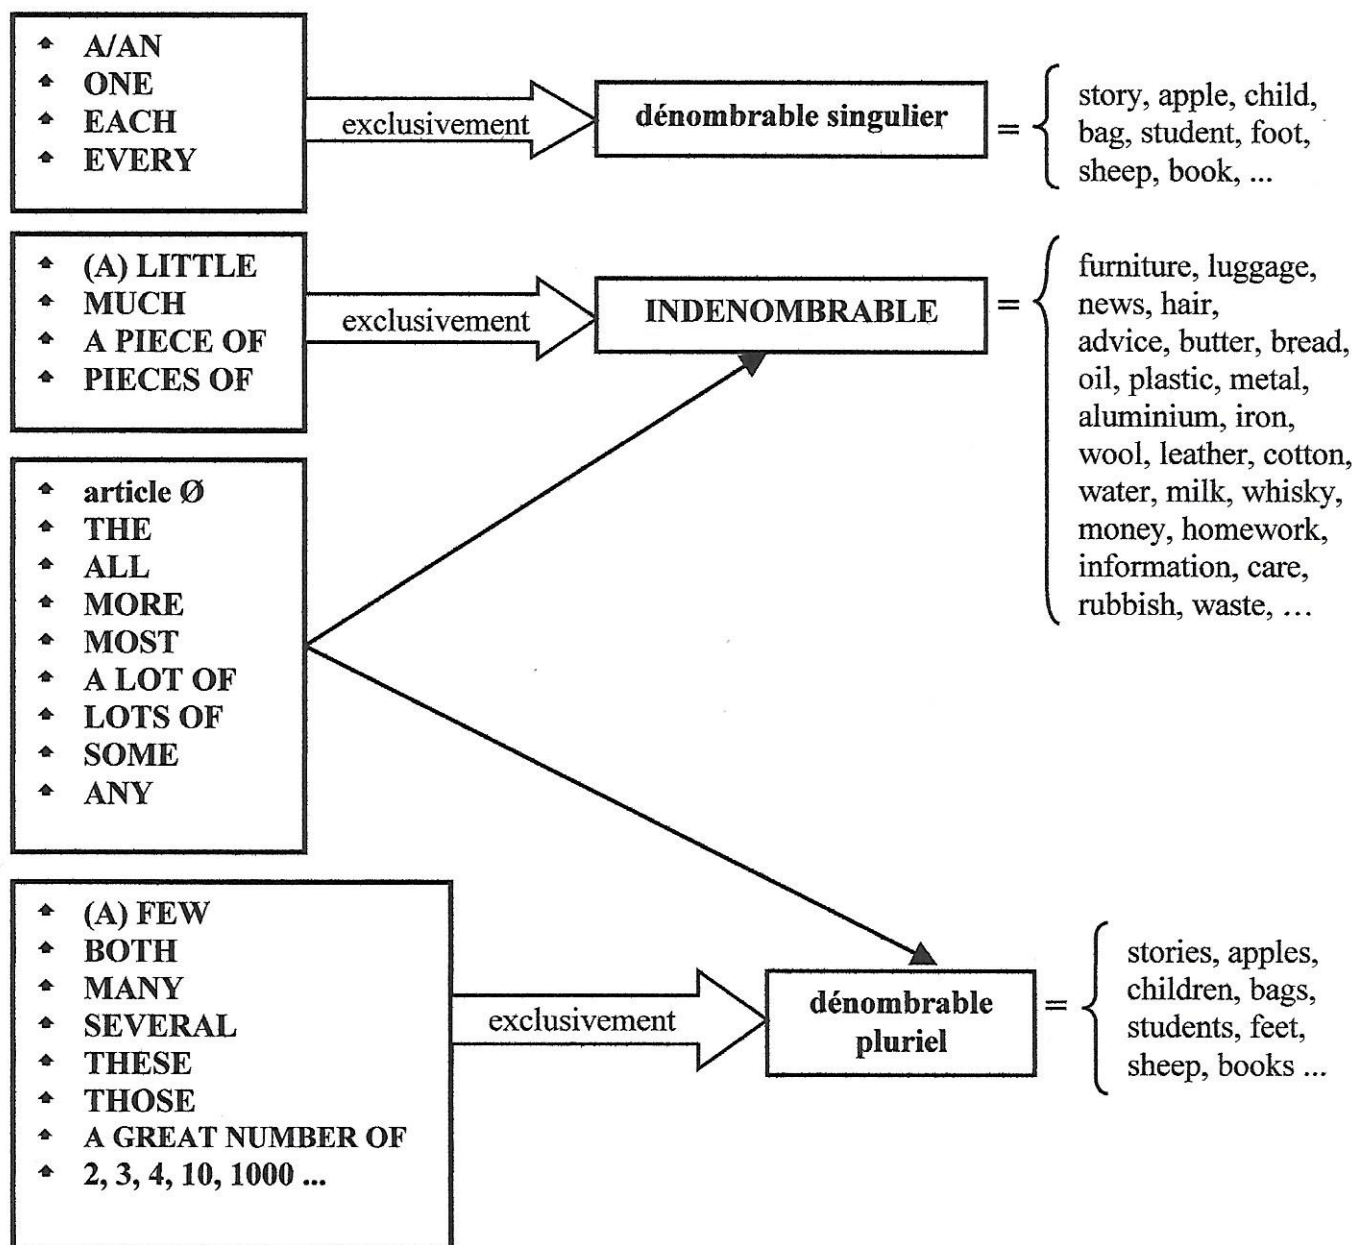 A/AN
ONE
EACH
EVERY
exclusivement
dénombrable singulier
=
story, apple, child,
bag, student, foot,
sheep, book, ...
(A) LITTLE
MUCH
A PIECE OF
PIECES OF
exclusivement
INDENOMBRABLE
=
furniture, luggage,
news, hair,
advice, butter, bread,
oil, plastic, metal,
aluminium, iron,
wool, leather, cotton,
water, milk, whisky,
money, homework,
information, care,
rubbish, waste, …
article Ø
THE
ALL
MORE
MOST
A LOT OF
LOTS OF
SOME
ANY
(A) FEW
BOTH
MANY
SEVERAL
THESE
THOSE
A GREAT NUMBER OF
2, 3, 4, 10, 1000 ...
exclusivement
dénombrable
pluriel
=
stories, apples,
children, bags,
students, feet,
sheep, books ...